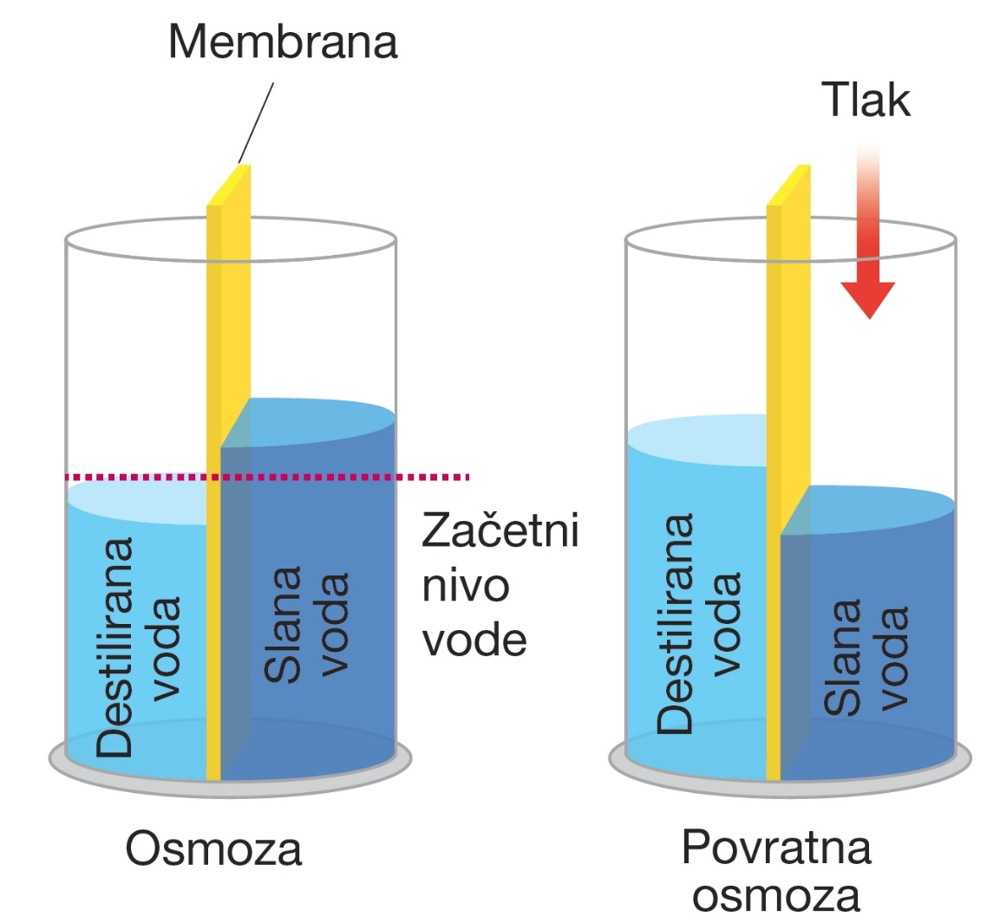 Membrana
Tlak
Destilirana
voda
Slana
voda
Začetni
nivo
vode
Destilirana
voda
Slana
voda
Osmoza
Povratna
osmoza